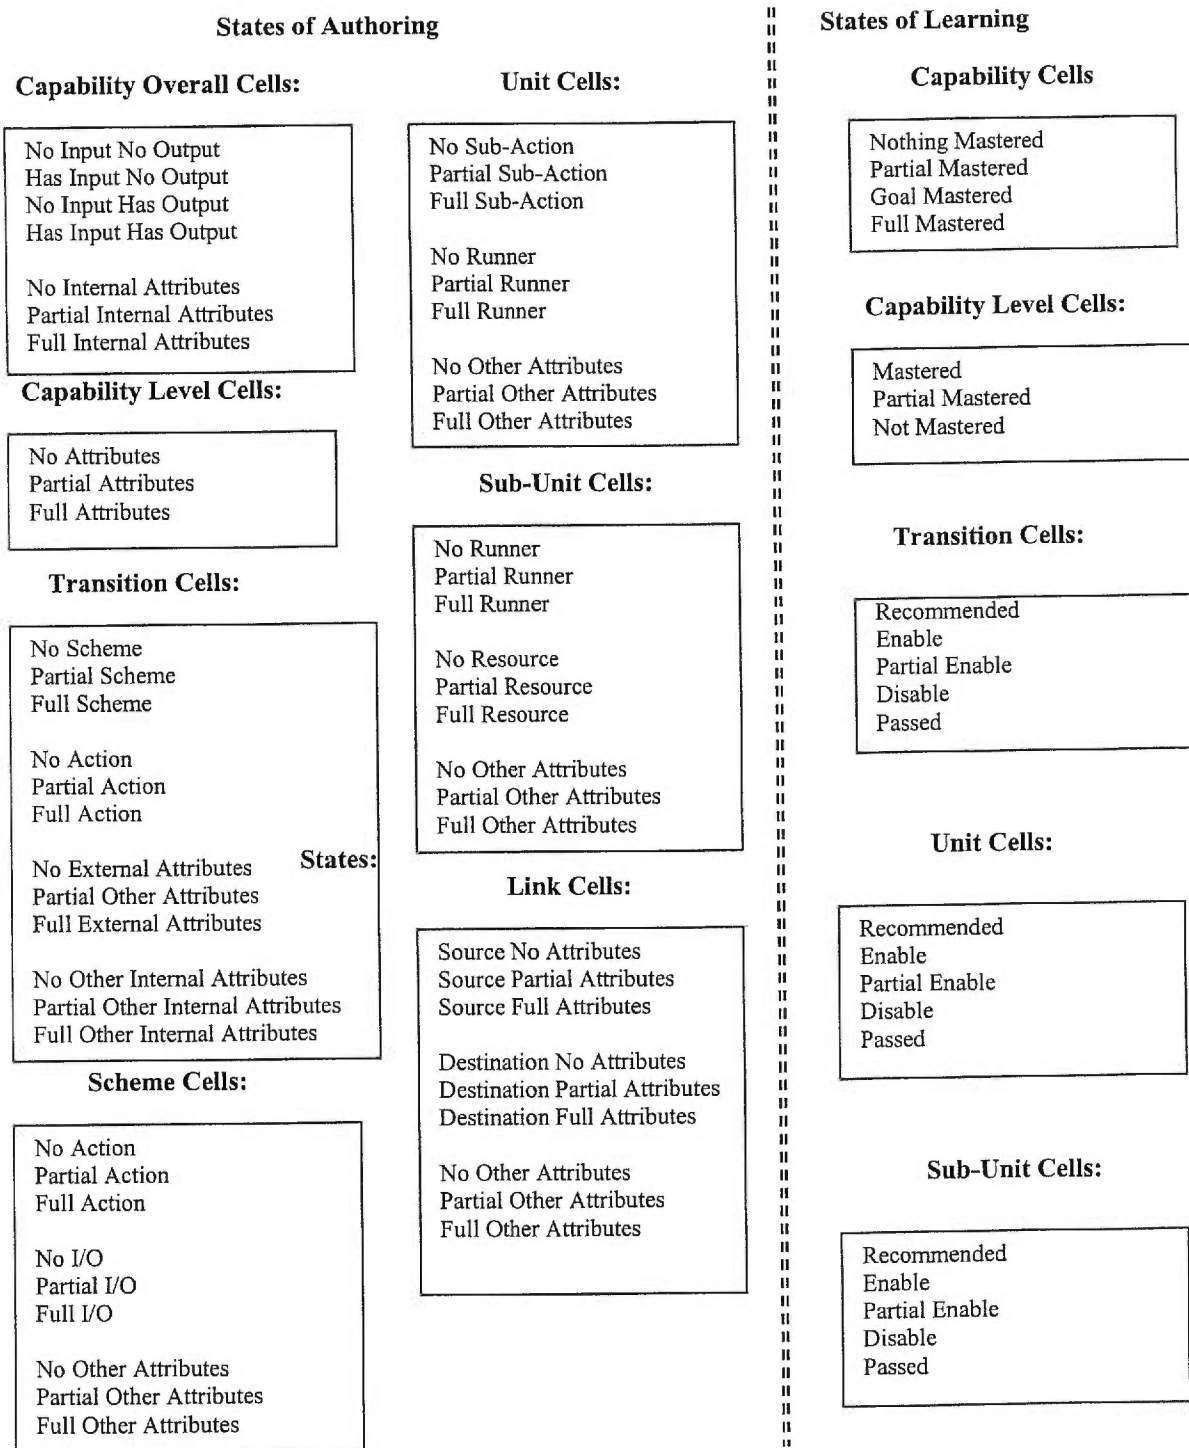 States of Authoring
Capability Overall Cells:
No Input No Output
Has Input No Output
No Input Has Output
Has Input Has Output
No Internal Attributes
Partial Internal Attributes
Full Internal Attributes
Capability Level Cells:
No Attributes
Partial Attributes
Full Attributes
Transition Cells:
No Scheme
Partial Scheme
Full Scheme
No Action
Partial Action
Full Action
No External Attributes
States:
Partial Other Attributes
Full External Attributes
No Other Internal Attributes
Partial Other Internal Attributes
Full Other Internal Attributes
Scheme Cells:
No Action
Partial Action
Full Action
No I/O
Partial I/O
Full I/O
No Other Attributes
Partial Other Attributes
Full Other Attributes
Unit Cells:
No Sub-Action
Partial Sub-Action
Full Sub-Action
No Runner
Partial Runner
Full Runner
No Other Attributes
Partial Other Attributes
Full Other Attributes
Sub-Unit Cells:
No Runner
Partial Runner
Full Runner
No Resource
Partial Resource
Full Resource
No Other Attributes
Partial Other Attributes
Full Other Attributes
Link Cells:
Source No Attributes
Source Partial Attributes
Source Full Attributes
Destination No Attributes
Destination Partial Attributes
Destination Full Attributes
No Other Attributes
Partial Other Attributes
Full Other Attributes
States of Learning
Capability Cells
Nothing Mastered
Partial Mastered
Goal Mastered
Full Mastered
Capability Level Cells:
Mastered
Partial Mastered
Not Mastered
Transition Cells:
Recommended
Enable
Partial Enable
Disable
Passed
Unit Cells:
Recommended
Enable
Partial Enable
Disable
Passed
Sub-Unit Cells:
Recommended
Enable
Partial Enable
Disable
Passed